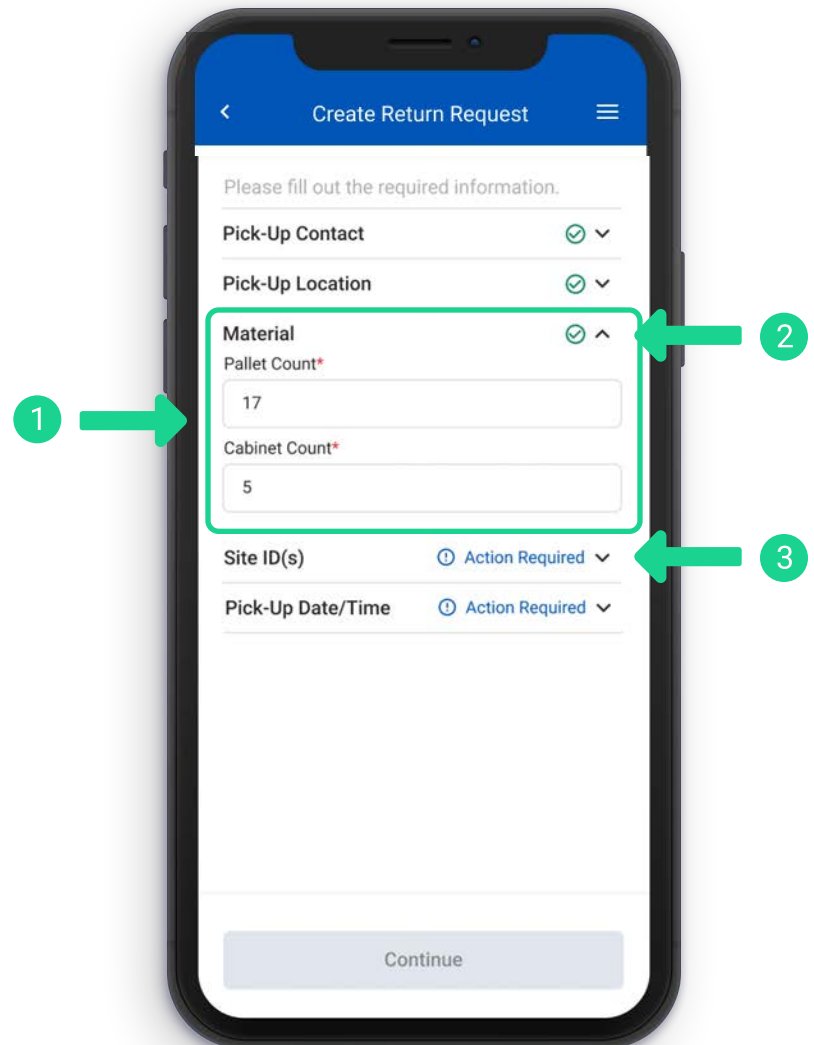 Create Return Request
Please fill out the required information.
Pick-Up Contact
Pick-Up Location
Material
Pallet Count*
17
Cabinet Count*
5
Site ID(s) Action Required
Pick-Up Date/Time Action Required
Continue
1
2
3